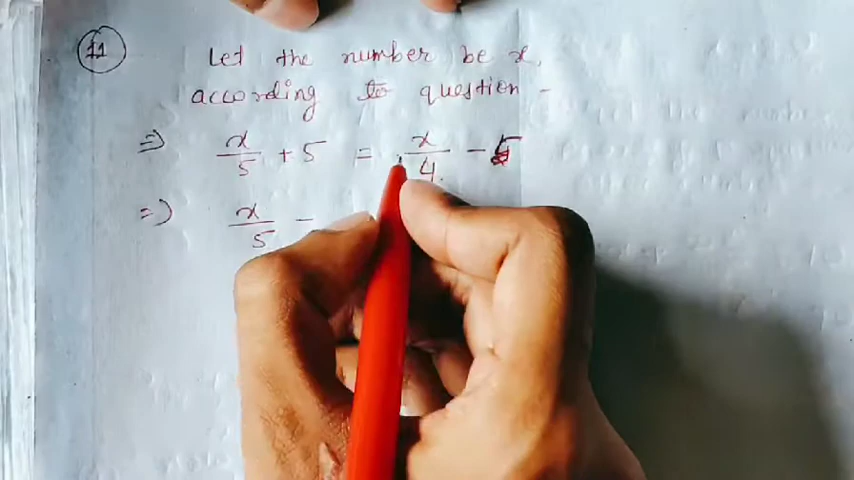 11
Let the number be x,
according to question -
⇒ x/5 + 5 = x/4 - 5
⇒ x/5 -